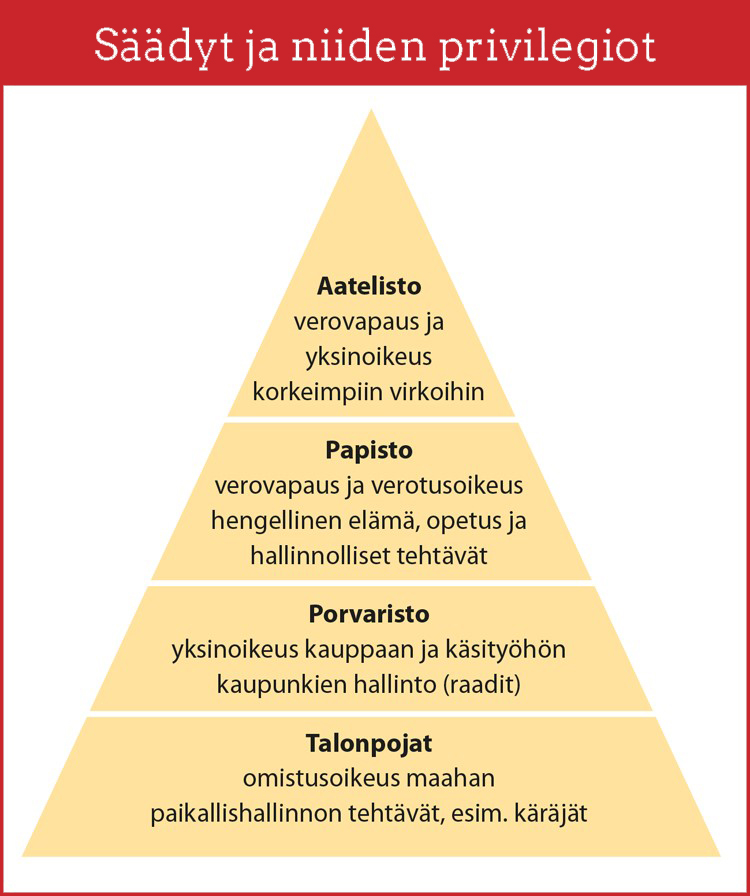 Säädyt ja niiden privilegiot
Aatelisto
verovapaus ja
yksinoikeus
korkeimpiin virkoihin
Papisto
verovapaus ja verotusoikeus
hengellinen elämä, opetus ja
hallinnolliset tehtävät
Porvaristo
yksinoikeus kauppaan ja käsityöhön
kaupunkien hallinto (raadit)
Talonpojat
omistusoikeus maahan
paikallishallinnon tehtävät, esim. käräjät